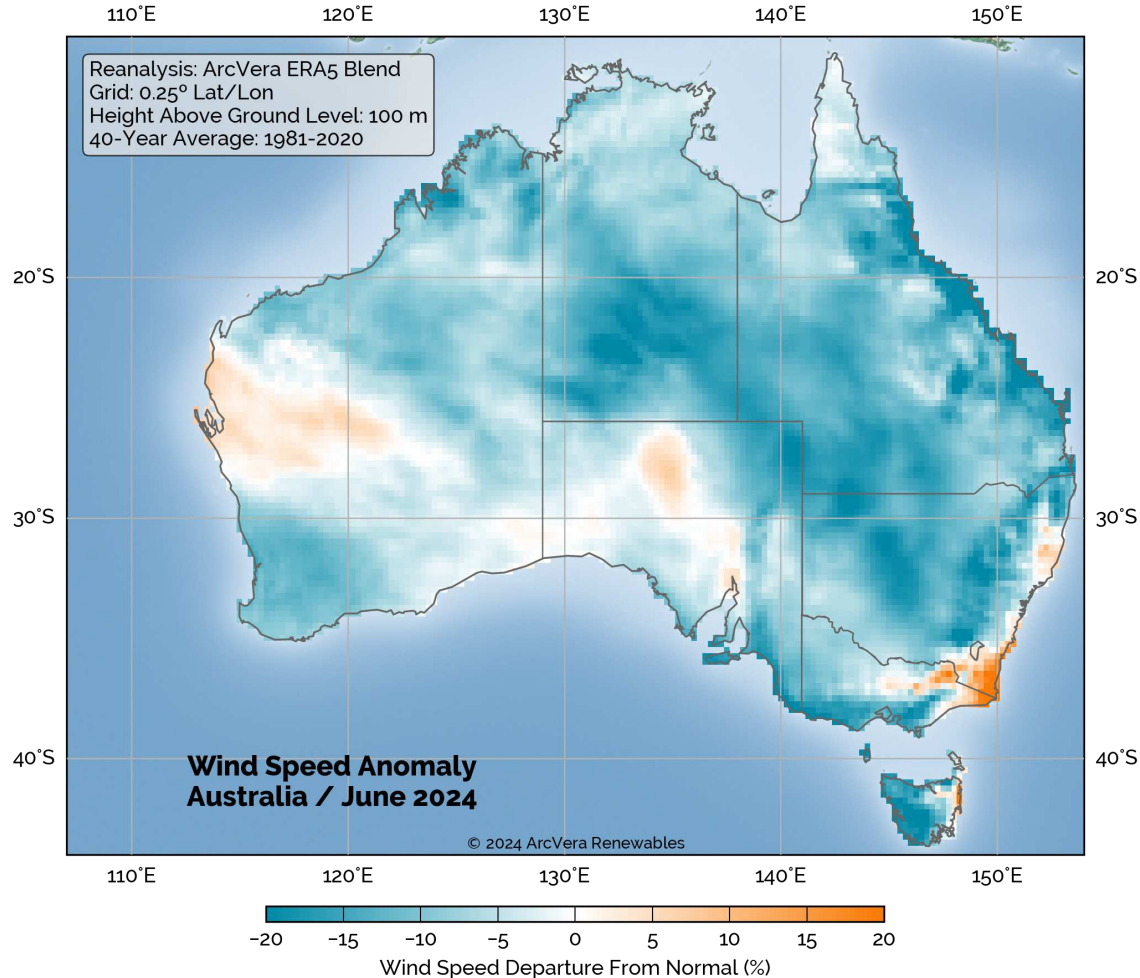 110°E 120°E 130°E 140°E 150°E
Reanalysis: ArcVera ERA5 Blend
Grid: 0.25º Lat/Lon
Height Above Ground Level: 100 m
40-Year Average: 1981-2020
20°S 20°S
30°S 30°S
40°S 40°S
Wind Speed Anomaly
Australia / June 2024
© 2024 ArcVera Renewables
110°E 120°E 130°E 140°E 150°E
−20 −15 −10 −5 0 5 10 15 20
Wind Speed Departure From Normal (%)